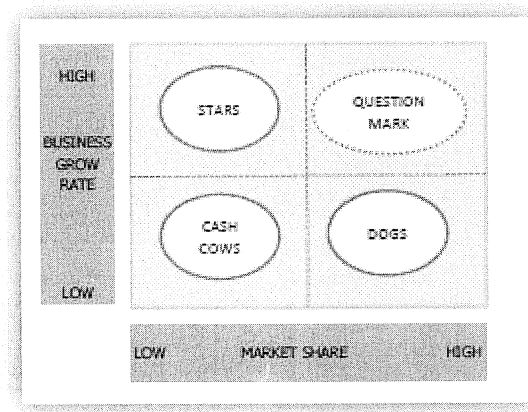 HIGH
BUSINESS
GROW
RATE
LOW
STARS
QUESTION
MARK
CASH
COWS
DOGS
LOW MARKET SHARE HIGH